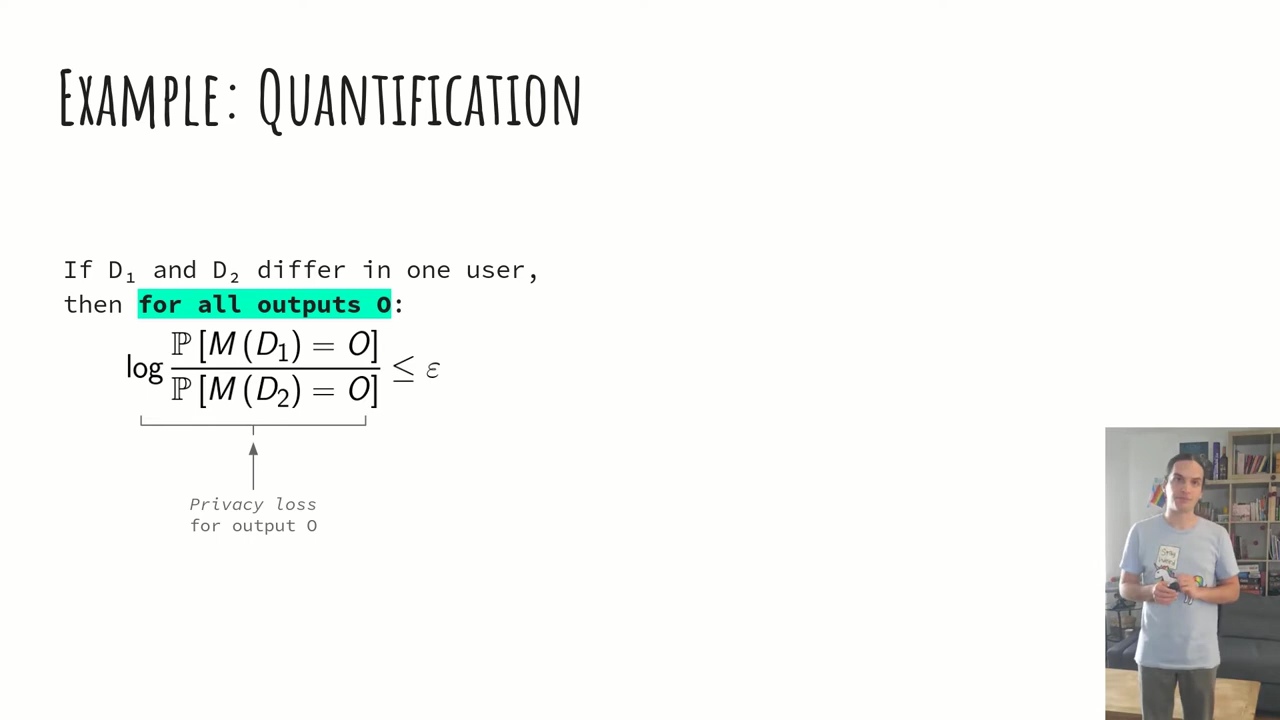 EXAMPLE: QUANTIFICATION
If D₁ and D₂ differ in one user,
then for all outputs O:
log ℙ[M(D₁) = O] / ℙ[M(D₂) = O] ≤ ε
Privacy loss
for output O